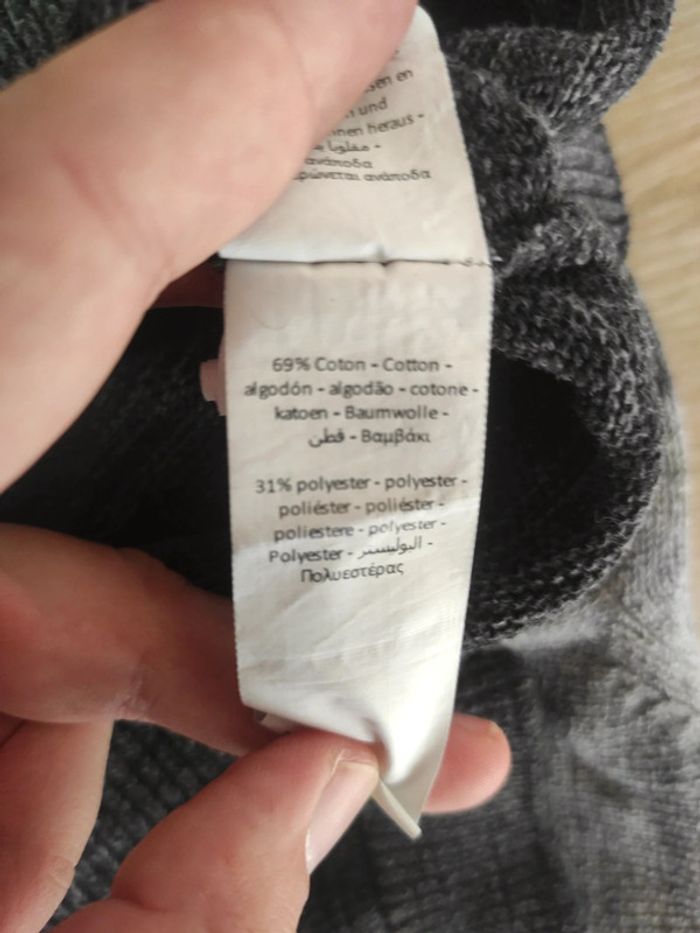 sen en
und
nnen heraus -
مقلوبا
ανάποδα
ρώνεται ανάποδα
69% Coton - Cotton -
algodón - algodão - cotone -
katoen - Baumwolle -
قطن - Βαμβάκι
31% polyester - polyester -
poliéster - poliéster -
poliestere - polyester -
Polyester - البوليستر -
Πολυεστέρας